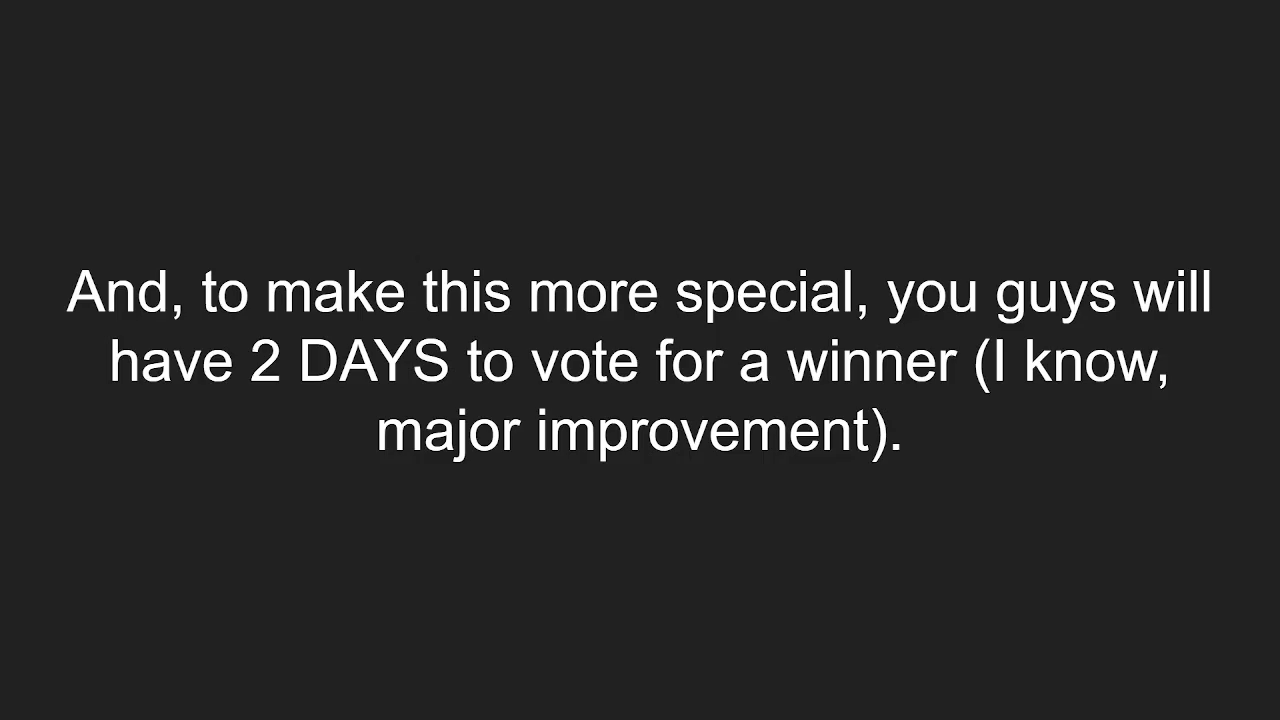 And, to make this more special, you guys will
have 2 DAYS to vote for a winner (I know,
major improvement).